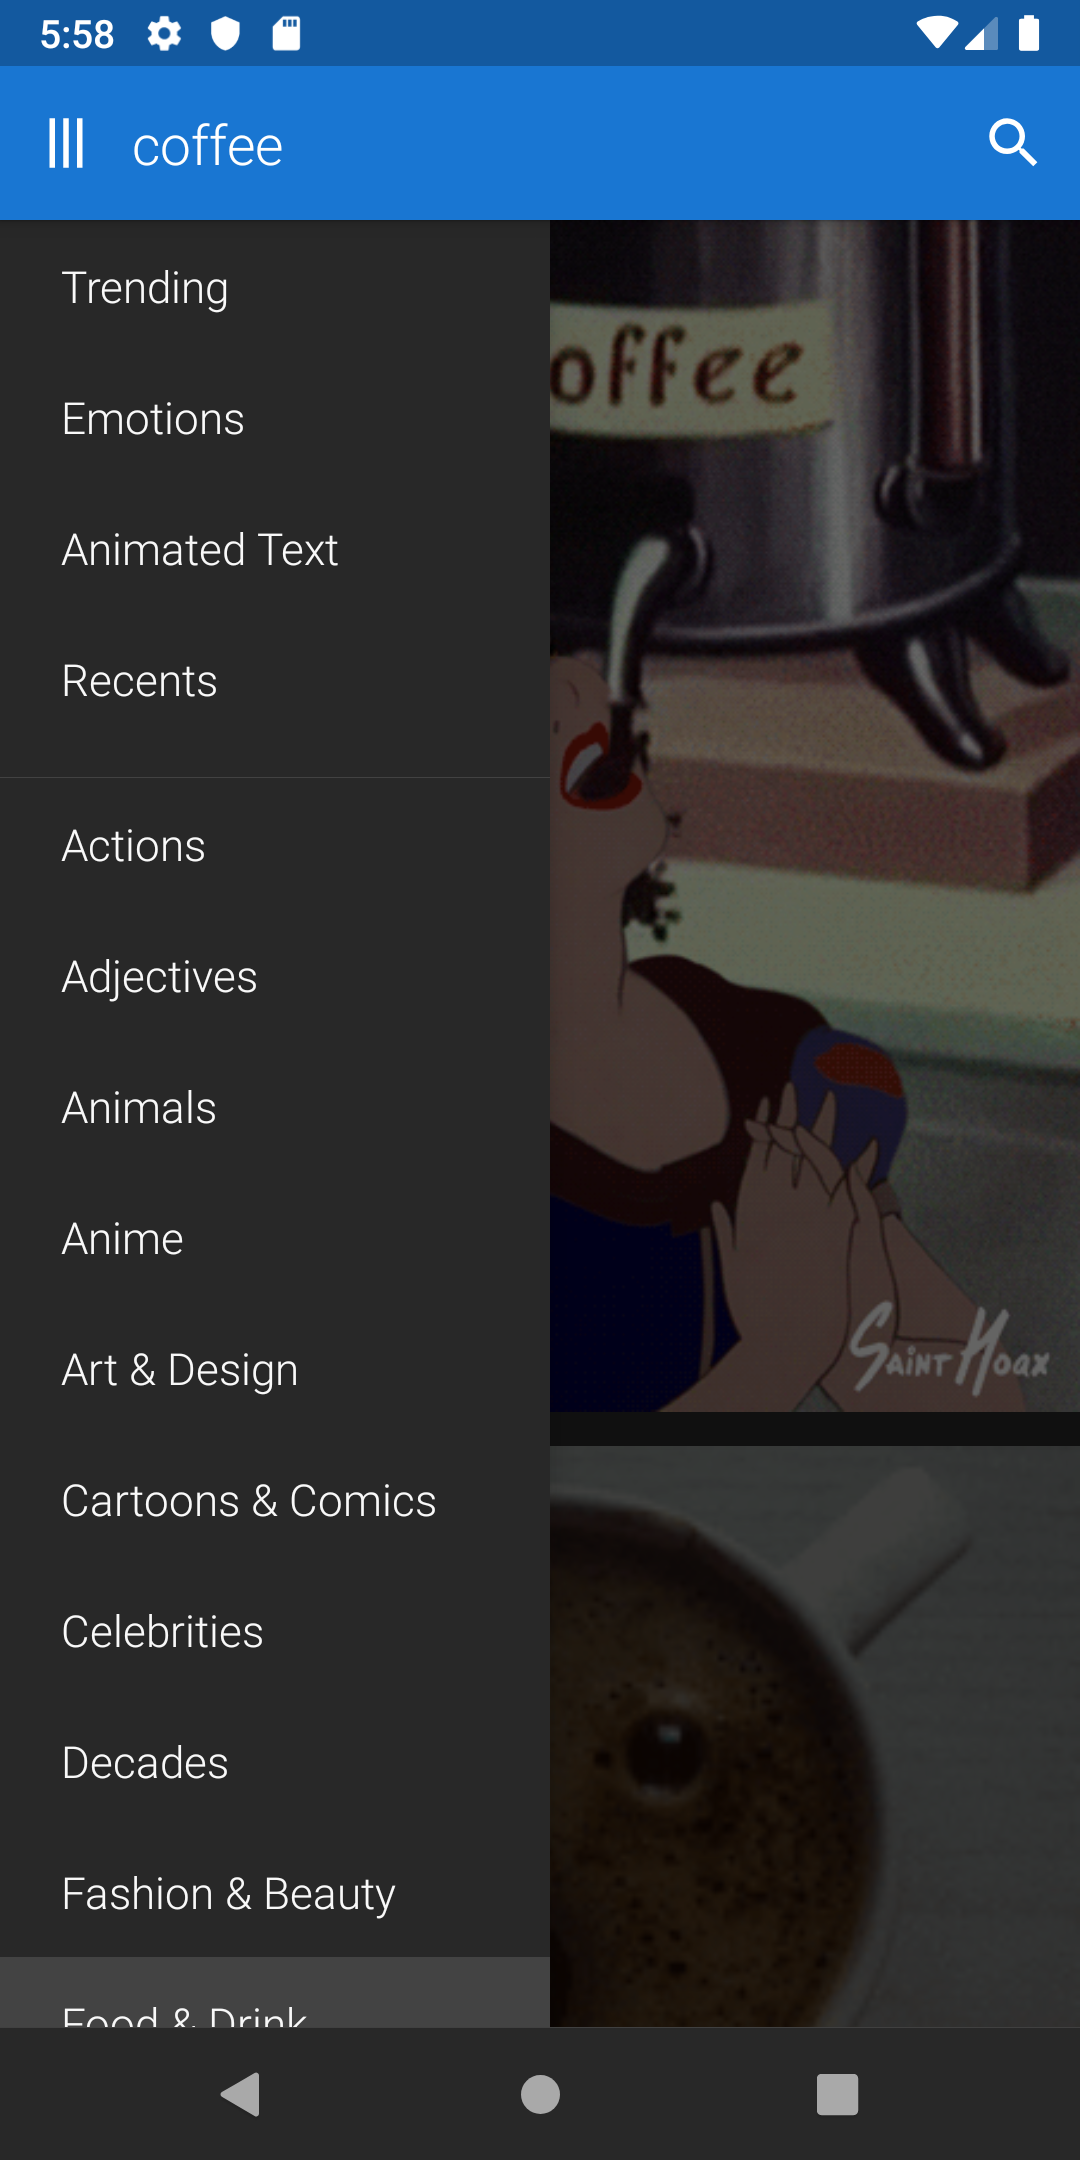 5:58
coffee
Trending
Emotions
Animated Text
Recents
Actions
Adjectives
Animals
Anime
Art & Design
Cartoons & Comics
Celebrities
Decades
Fashion & Beauty
Food & Drink
offee
Saint Hoax